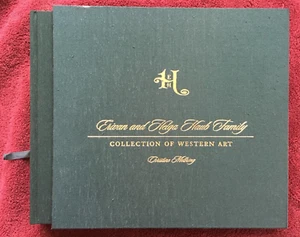 H
Erivan and Helga Haub Family
COLLECTION OF WESTERN ART
Christine Mollring